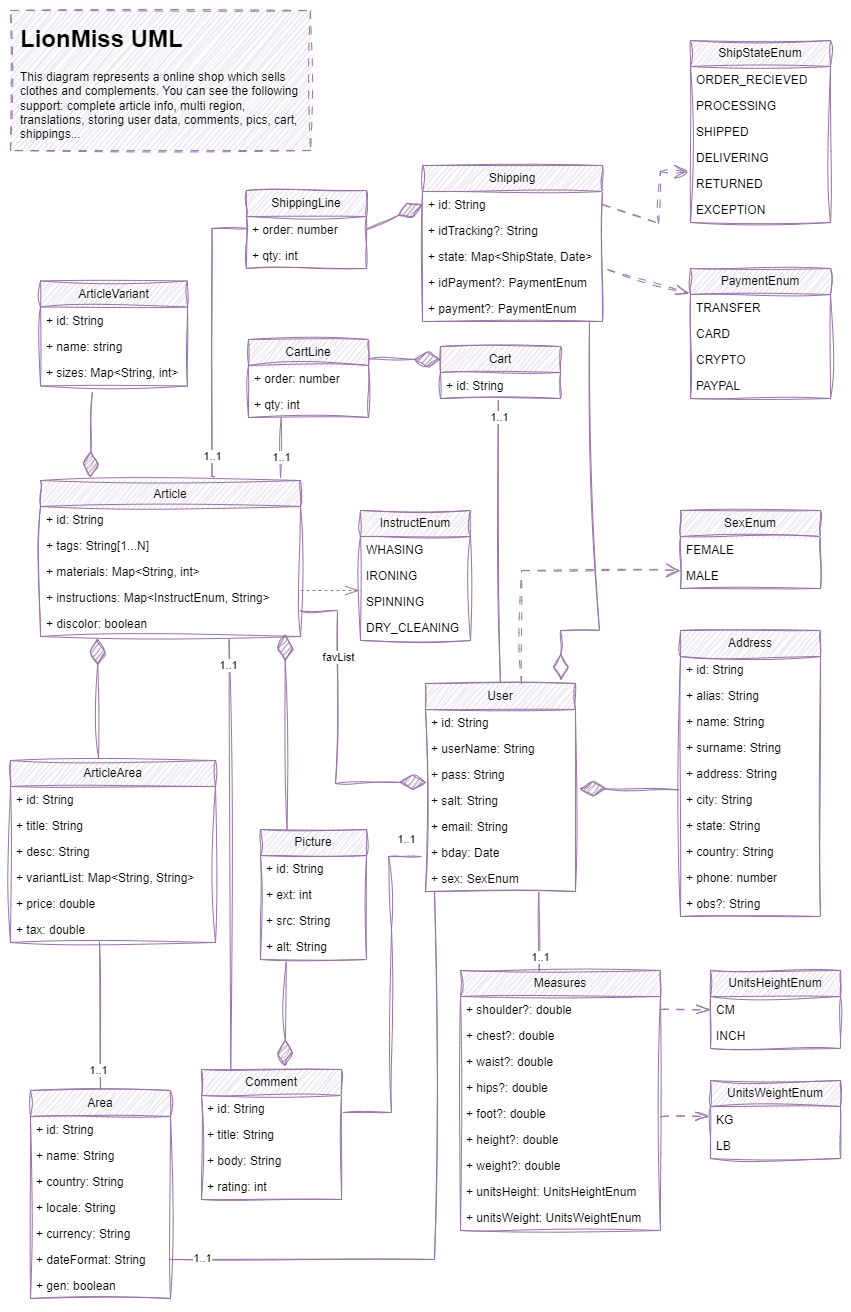 LionMiss UML
This diagram represents a online shop which sells
clothes and complements. You can see the following
support: complete article info, multi region,
translations, storing user data, comments, pics, cart,
shippings...
ShipStateEnum
ORDER_RECIEVED
PROCESSING
SHIPPED
DELIVERING
RETURNED
EXCEPTION
Shipping
+ id: String
+ idTracking?: String
+ state: Map<ShipState, Date>
+ idPayment?: PaymentEnum
+ payment?: PaymentEnum
ShippingLine
+ order: number
+ qty: int
PaymentEnum
TRANSFER
CARD
CRYPTO
PAYPAL
ArticleVariant
+ id: String
+ name: string
+ sizes: Map<String, int>
CartLine
+ order: number
+ qty: int
Cart
+ id: String
1..1
1..1
1..1
Article
+ id: String
+ tags: String[1...N]
+ materials: Map<String, int>
+ instructions: Map<InstructEnum, String>
+ discolor: boolean
InstructEnum
WHASING
IRONING
SPINNING
DRY_CLEANING
SexEnum
FEMALE
MALE
favList
1..1
Address
+ id: String
+ alias: String
+ name: String
+ surname: String
+ address: String
+ city: String
+ state: String
+ country: String
+ phone: number
+ obs?: String
User
+ id: String
+ userName: String
+ pass: String
+ salt: String
+ email: String
+ bday: Date
+ sex: SexEnum
ArticleArea
+ id: String
+ title: String
+ desc: String
+ variantList: Map<String, String>
+ price: double
+ tax: double
Picture
+ id: String
+ ext: int
+ src: String
+ alt: String
1..1
1..1
Measures
+ shoulder?: double
+ chest?: double
+ waist?: double
+ hips?: double
+ foot?: double
+ height?: double
+ weight?: double
+ unitsHeight: UnitsHeightEnum
+ unitsWeight: UnitsWeightEnum
UnitsHeightEnum
CM
INCH
UnitsWeightEnum
KG
LB
1..1
Comment
+ id: String
+ title: String
+ body: String
+ rating: int
Area
+ id: String
+ name: String
+ country: String
+ locale: String
+ currency: String
+ dateFormat: String
+ gen: boolean
1..1